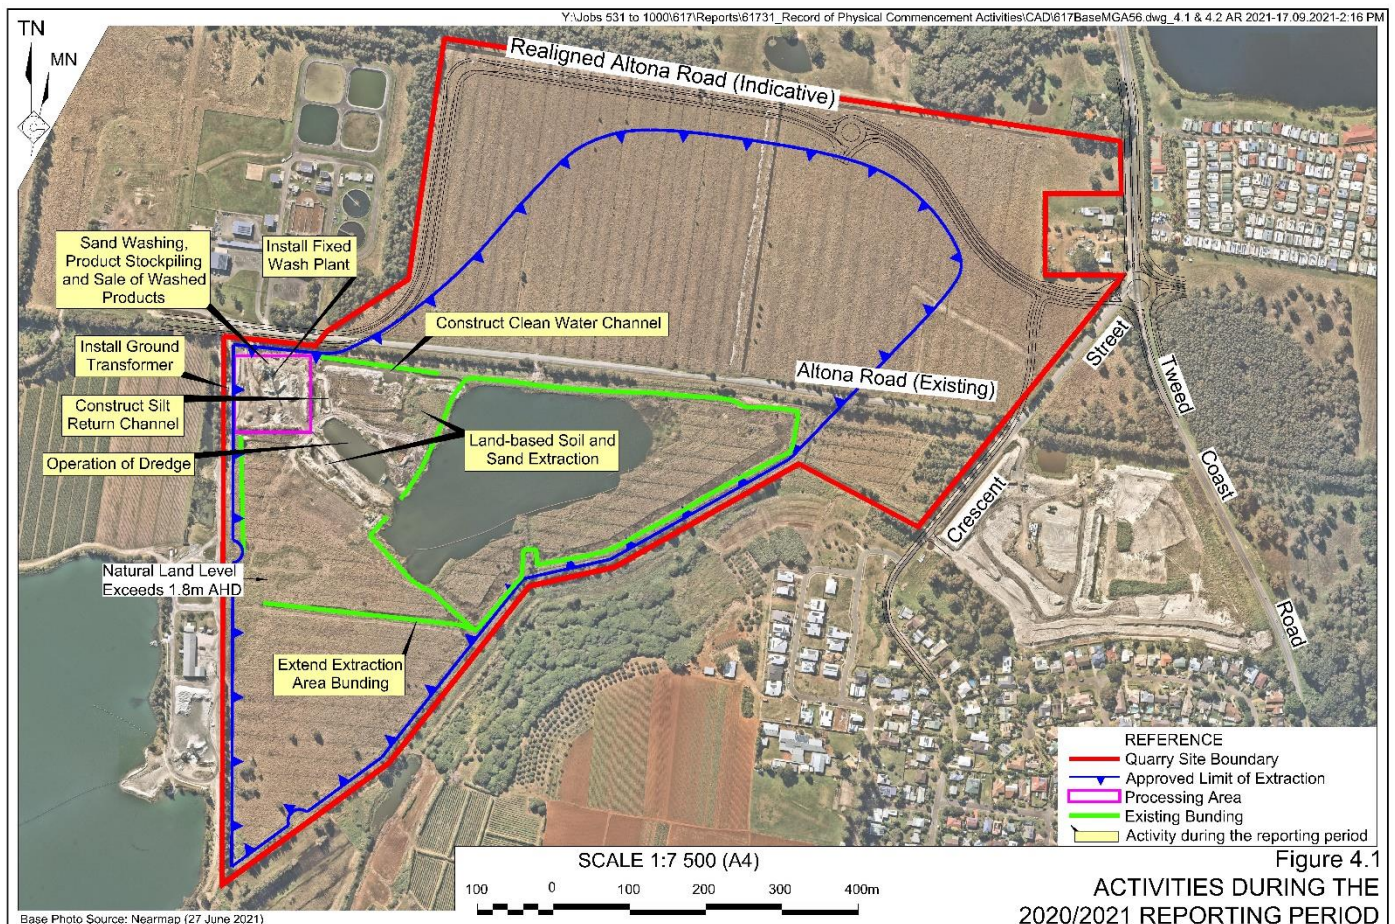 Y:\Jobs 531 to 1000\617\Reports\61731_Record of Physical Commencement Activities\CAD\617BaseMGA56.dwg_4.1 & 4.2 AR 2021-17.09.2021-2:16 PM
TN
MN
Realigned Altona Road (Indicative)
Sand Washing,
Product Stockpiling
and Sale of Washed
Products
Install Fixed
Wash Plant
Construct Clean Water Channel
Install Ground
Transformer
Construct Silt
Return Channel
Operation of Dredge
Land-based Soil and
Sand Extraction
Altona Road (Existing)
Street
Crescent
Tweed
Coast
Road
Natural Land Level
Exceeds 1.8m AHD
Extend Extraction
Area Bunding
REFERENCE
Quarry Site Boundary
Approved Limit of Extraction
Processing Area
Existing Bunding
Activity during the reporting period
SCALE 1:7 500 (A4)
100 0 100 200 300 400m
Figure 4.1
ACTIVITIES DURING THE
2020/2021 REPORTING PERIOD
Base Photo Source: Nearmap (27 June 2021)